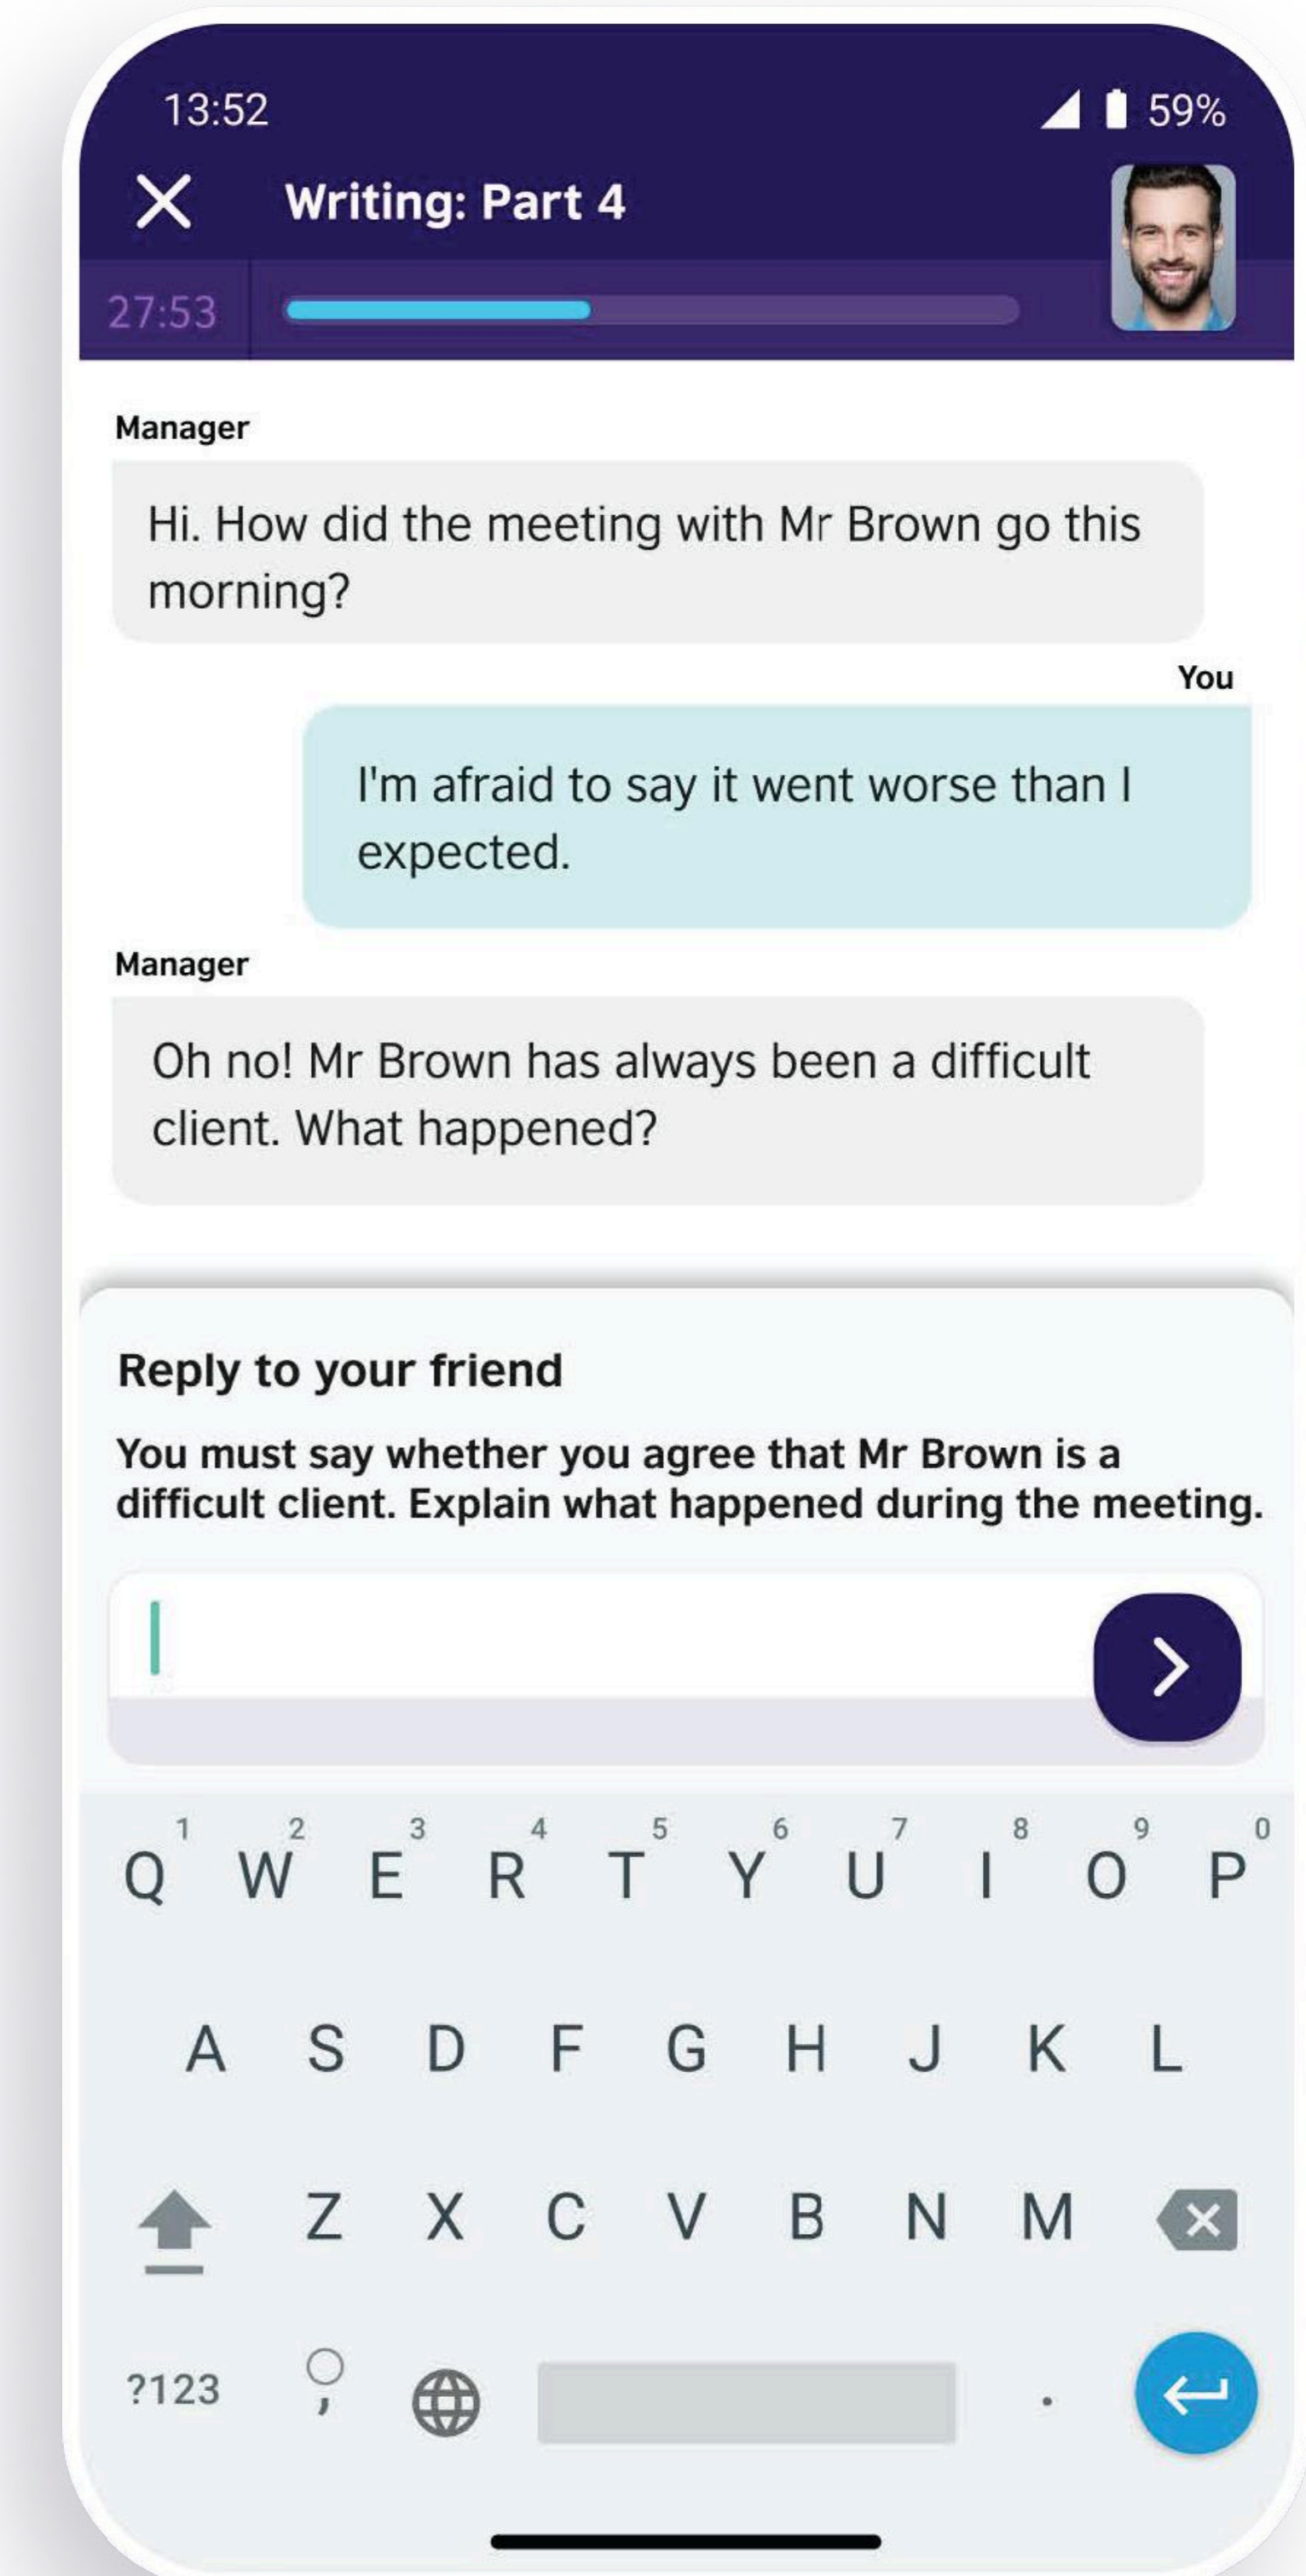 13:52
59%
Writing: Part 4
27:53
Manager
Hi. How did the meeting with Mr Brown go this
morning?
You
I'm afraid to say it went worse than I
expected.
Manager
Oh no! Mr Brown has always been a difficult
client. What happened?
Reply to your friend
You must say whether you agree that Mr Brown is a
difficult client. Explain what happened during the meeting.
1 2 3 4 5 6 7 8 9 0
Q W E R T Y U I O P
A S D F G H J K L
Z X C V B N M
?123 , .